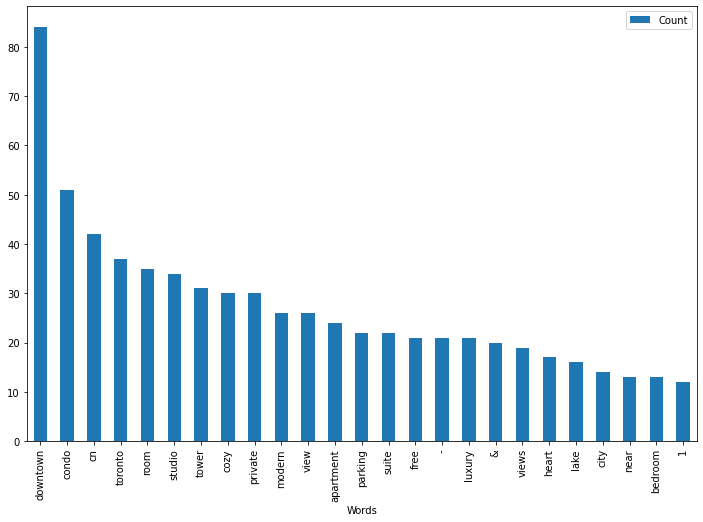 Count
80
70
60
50
40
30
20
10
0
downtown
condo
cn
toronto
room
studio
tower
cozy
private
modern
view
apartment
parking
suite
free
-
luxury
&
views
heart
lake
city
near
bedroom
1
Words